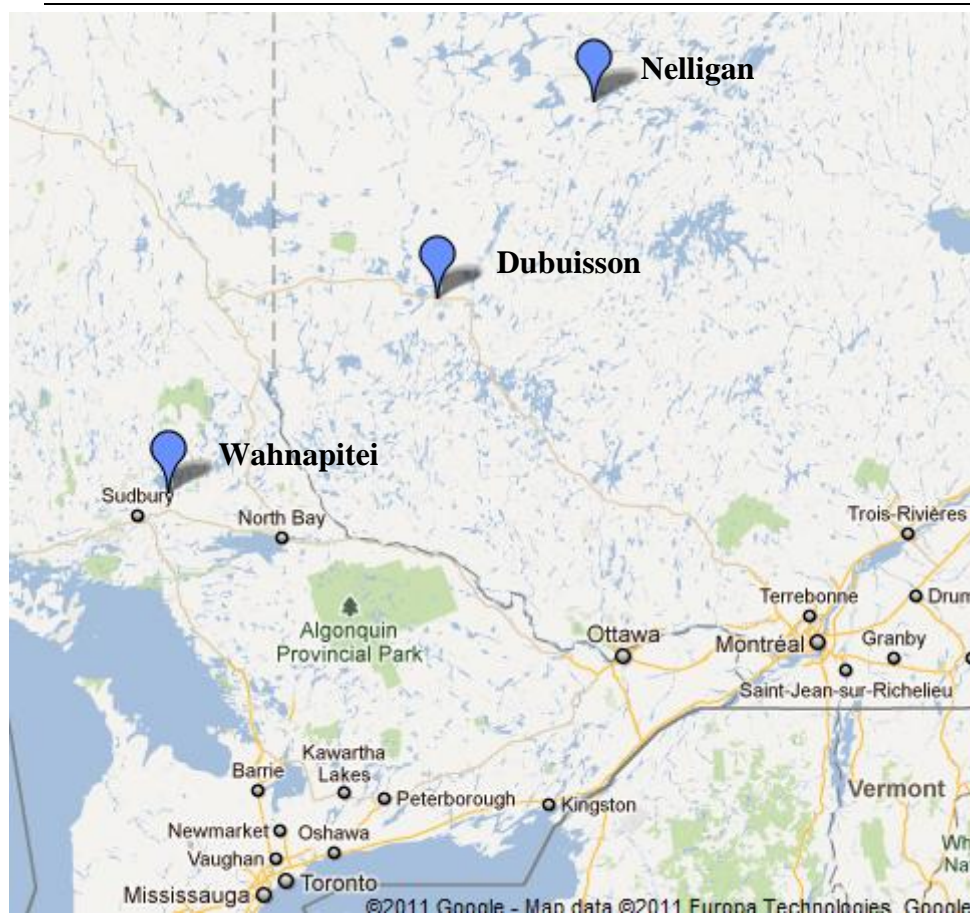 Nelligan
Dubuisson
Wahnapitei
Sudbury
North Bay
Trois-Rivières
Algonquin
Provincial Park
Terrebonne
Drum
Ottawa
Montréal
Granby
Saint-Jean-sur-Richelieu
Kawartha
Lakes
Barrie
Peterborough
Kingston
Vermont
Newmarket
Oshawa
Vaughan
Wh
Na
Mississauga
Toronto
©2011 Google - Map data ©2011 Europa Technologies, Google